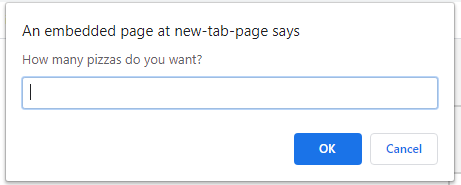 An embedded page at new-tab-page says
How many pizzas do you want?
OK Cancel